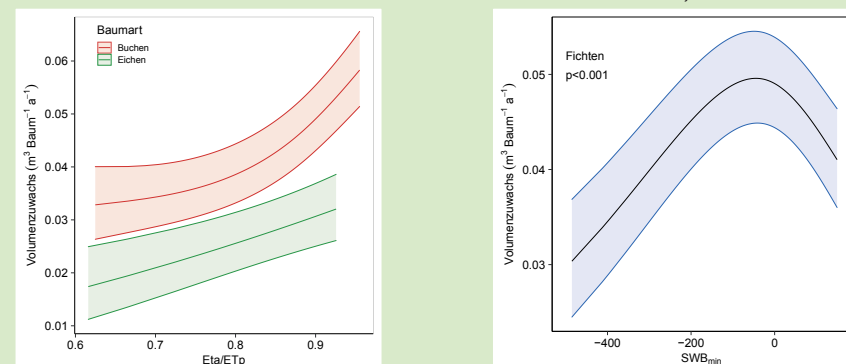 Baumart
Buchen
Eichen
Volumenzuwachs (m³ Baum⁻¹ a⁻¹)
0.06
0.05
0.04
0.03
0.02
0.01
0.6
0.7
0.8
0.9
Eta/ETp
Fichten
p<0.001
Volumenzuwachs (m³ Baum⁻¹ a⁻¹)
0.05
0.04
0.03
−400
−200
0
SWBmin